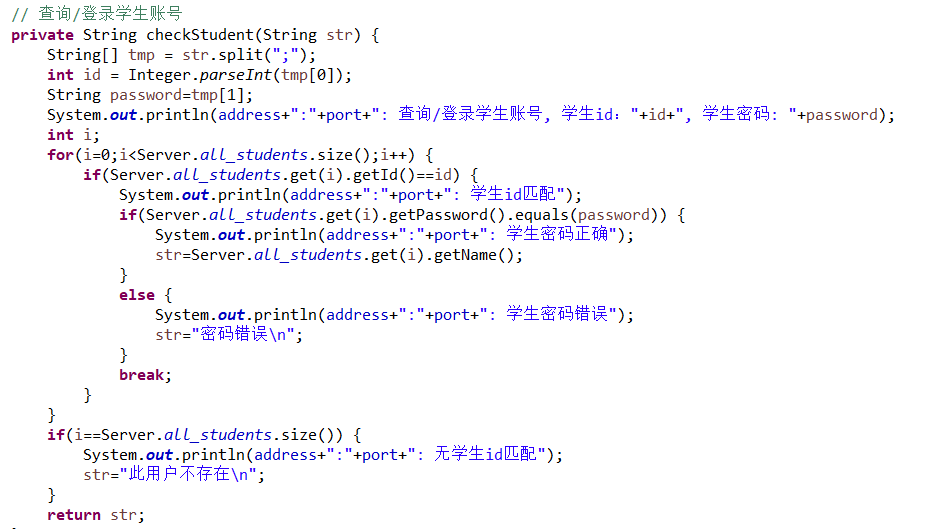 // 查询/登录学生账号
private String checkStudent(String str) {
String[] tmp = str.split(";");
int id = Integer.parseInt(tmp[0]);
String password=tmp[1];
System.out.println(address+":"+port+": 查询/登录学生账号, 学生id："+id+", 学生密码: "+password);
int i;
for(i=0;i<Server.all_students.size();i++) {
if(Server.all_students.get(i).getId()==id) {
System.out.println(address+":"+port+": 学生id匹配");
if(Server.all_students.get(i).getPassword().equals(password)) {
System.out.println(address+":"+port+": 学生密码正确");
str=Server.all_students.get(i).getName();
}
else {
System.out.println(address+":"+port+": 学生密码错误");
str="密码错误\n";
}
break;
}
}
if(i==Server.all_students.size()) {
System.out.println(address+":"+port+": 无学生id匹配");
str="此用户不存在\n";
}
return str;